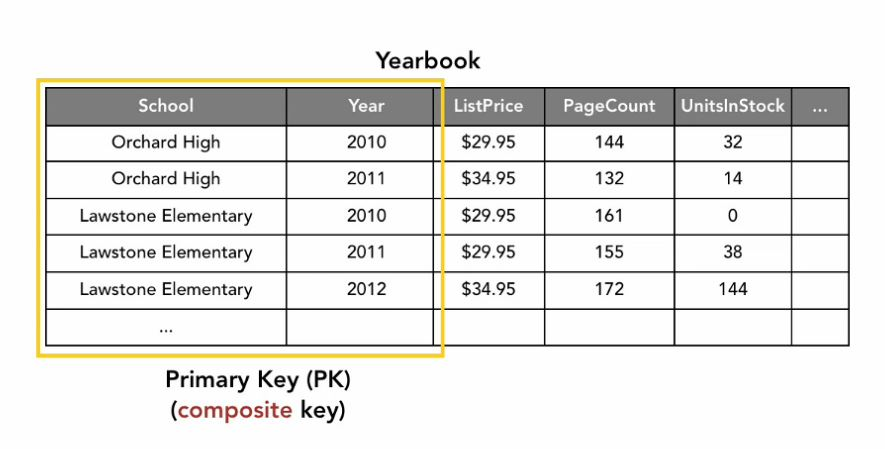 Yearbook
School Year ListPrice PageCount UnitsInStock ...
Orchard High 2010 $29.95 144 32
Orchard High 2011 $34.95 132 14
Lawstone Elementary 2010 $29.95 161 0
Lawstone Elementary 2011 $29.95 155 38
Lawstone Elementary 2012 $34.95 172 144
...
Primary Key (PK)
(composite key)